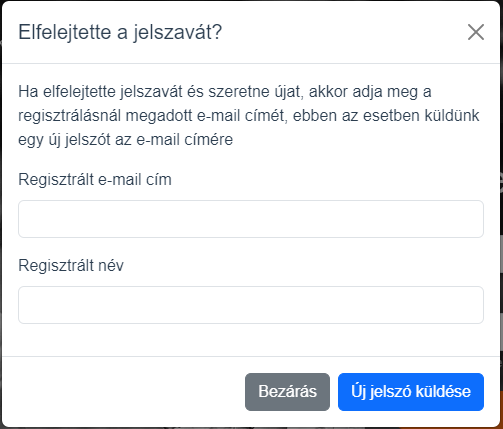 Elfelejtette a jelszavát?
Ha elfelejtette jelszavát és szeretne újat, akkor adja meg a
regisztrálásnál megadott e-mail címét, ebben az esetben küldünk
egy új jelszót az e-mail címére
Regisztrált e-mail cím
Regisztrált név
Bezárás
Új jelszó küldése